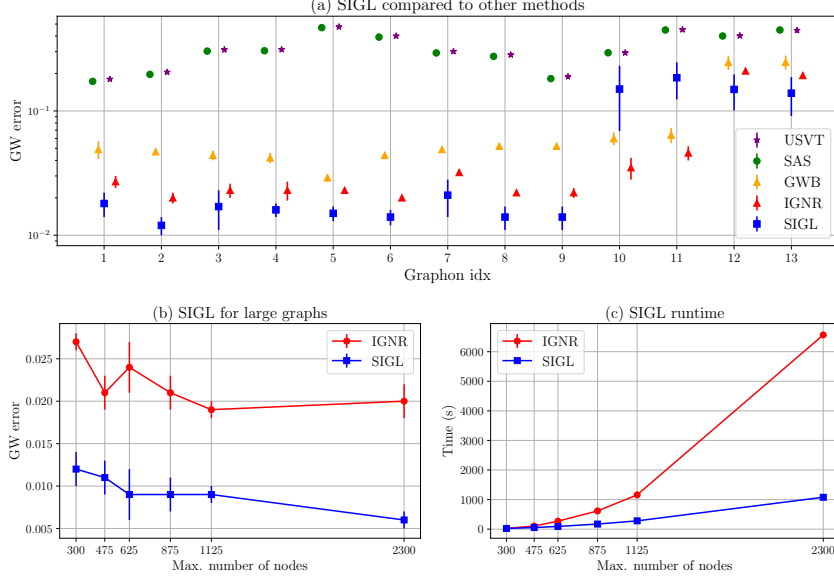 (a) SIGL compared to other methods
GW error
10⁻¹
10⁻²
USVT
SAS
GWB
IGNR
SIGL
1 2 3 4 5 6 7 8 9 10 11 12 13
Graphon idx
(b) SIGL for large graphs
GW error
0.025
0.020
0.015
0.010
0.005
IGNR
SIGL
300 475 625 875 1125 2300
Max. number of nodes
(c) SIGL runtime
Time (s)
6000
5000
4000
3000
2000
1000
0
IGNR
SIGL
300 475 625 875 1125 2300
Max. number of nodes